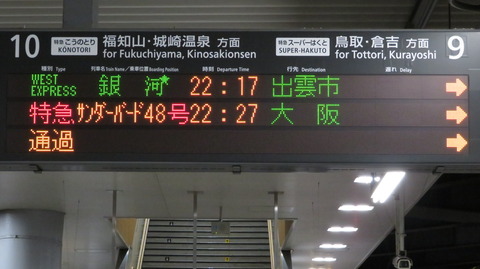 10 特急 こうのとり KŌNOTORI 福知山・城崎温泉 方面 for Fukuchiyama, Kinosakionsen 特急 スーパーはくと SUPER-HAKUTO 鳥取・倉吉 方面 for Tottori, Kurayoshi 9
種別 Type 列車名 Train Name / 乗車位置 Boarding Position 時刻 Departure Time 行先 Destination 遅れ Delay
WEST EXPRESS 銀河 22:17 出雲市 →
特急 サンダーバード48号 22:27 大阪 →
通過 →